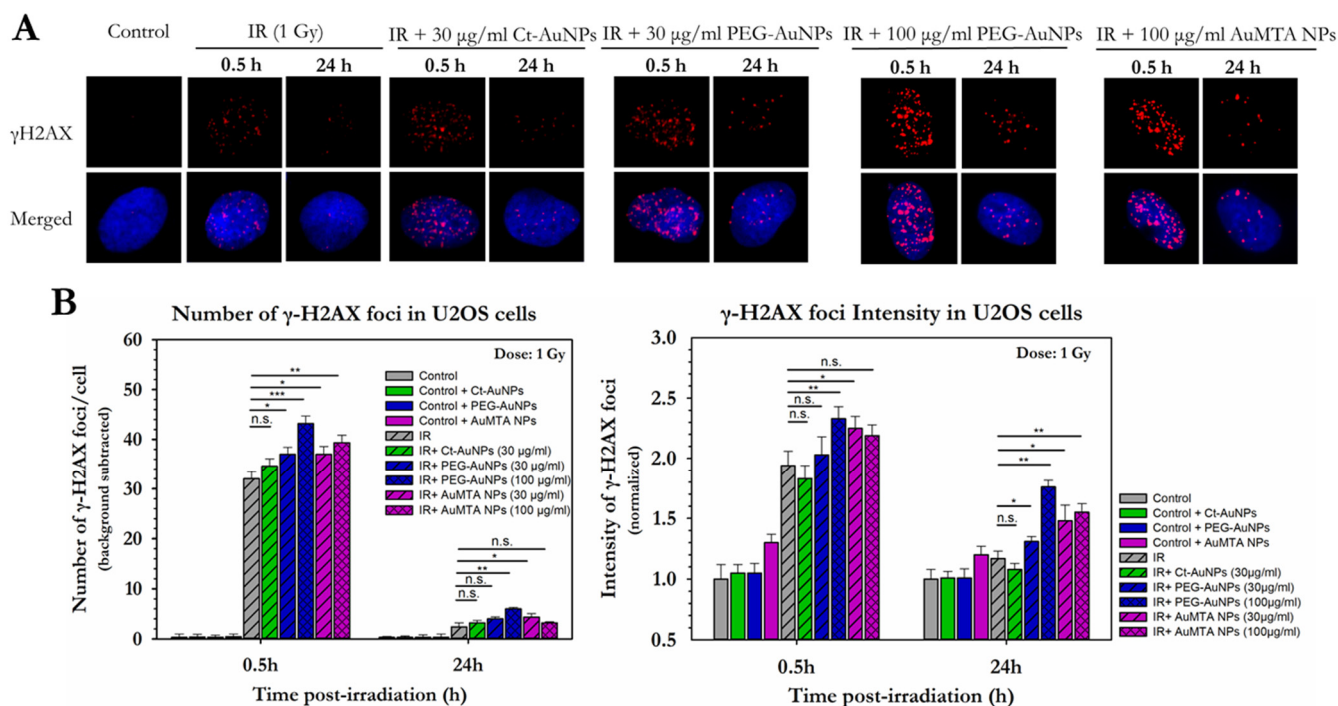 A
Control
IR (1 Gy)
IR + 30 µg/ml Ct-AuNPs
IR + 30 µg/ml PEG-AuNPs
IR + 100 µg/ml PEG-AuNPs
IR + 100 µg/ml AuMTA NPs
0.5 h 24 h 0.5 h 24 h 0.5 h 24 h 0.5 h 24 h 0.5 h 24 h
γH2AX
Merged
B
Number of γ-H2AX foci in U2OS cells
Number of γ-H2AX foci/cell
(background subtracted)
60
50
40
30
20
10
0
Dose: 1 Gy
**
*
***
*
n.s.
n.s.
*
**
n.s.
n.s.
Control
Control + Ct-AuNPs
Control + PEG-AuNPs
Control + AuMTA NPs
IR
IR+ Ct-AuNPs (30 µg/ml)
IR+ PEG-AuNPs (30 µg/ml)
IR+ PEG-AuNPs (100 µg/ml)
IR+ AuMTA NPs (30 µg/ml)
IR+ AuMTA NPs (100 µg/ml)
0.5h 24h
Time post-irradiation (h)
γ-H2AX foci Intensity in U2OS cells
Intensity of γ-H2AX foci
(normalized)
3.0
2.5
2.0
1.5
1.0
0.5
Dose: 1 Gy
n.s.
*
**
n.s.
n.s.
**
*
**
*
n.s.
Control
Control + Ct-AuNPs
Control + PEG-AuNPs
Control + AuMTA NPs
IR
IR+ Ct-AuNPs (30µg/ml)
IR+ PEG-AuNPs (30µg/ml)
IR+ PEG-AuNPs (100µg/ml)
IR+ AuMTA NPs (30µg/ml)
IR+ AuMTA NPs (100µg/ml)
0.5h 24h
Time post-irradiation (h)